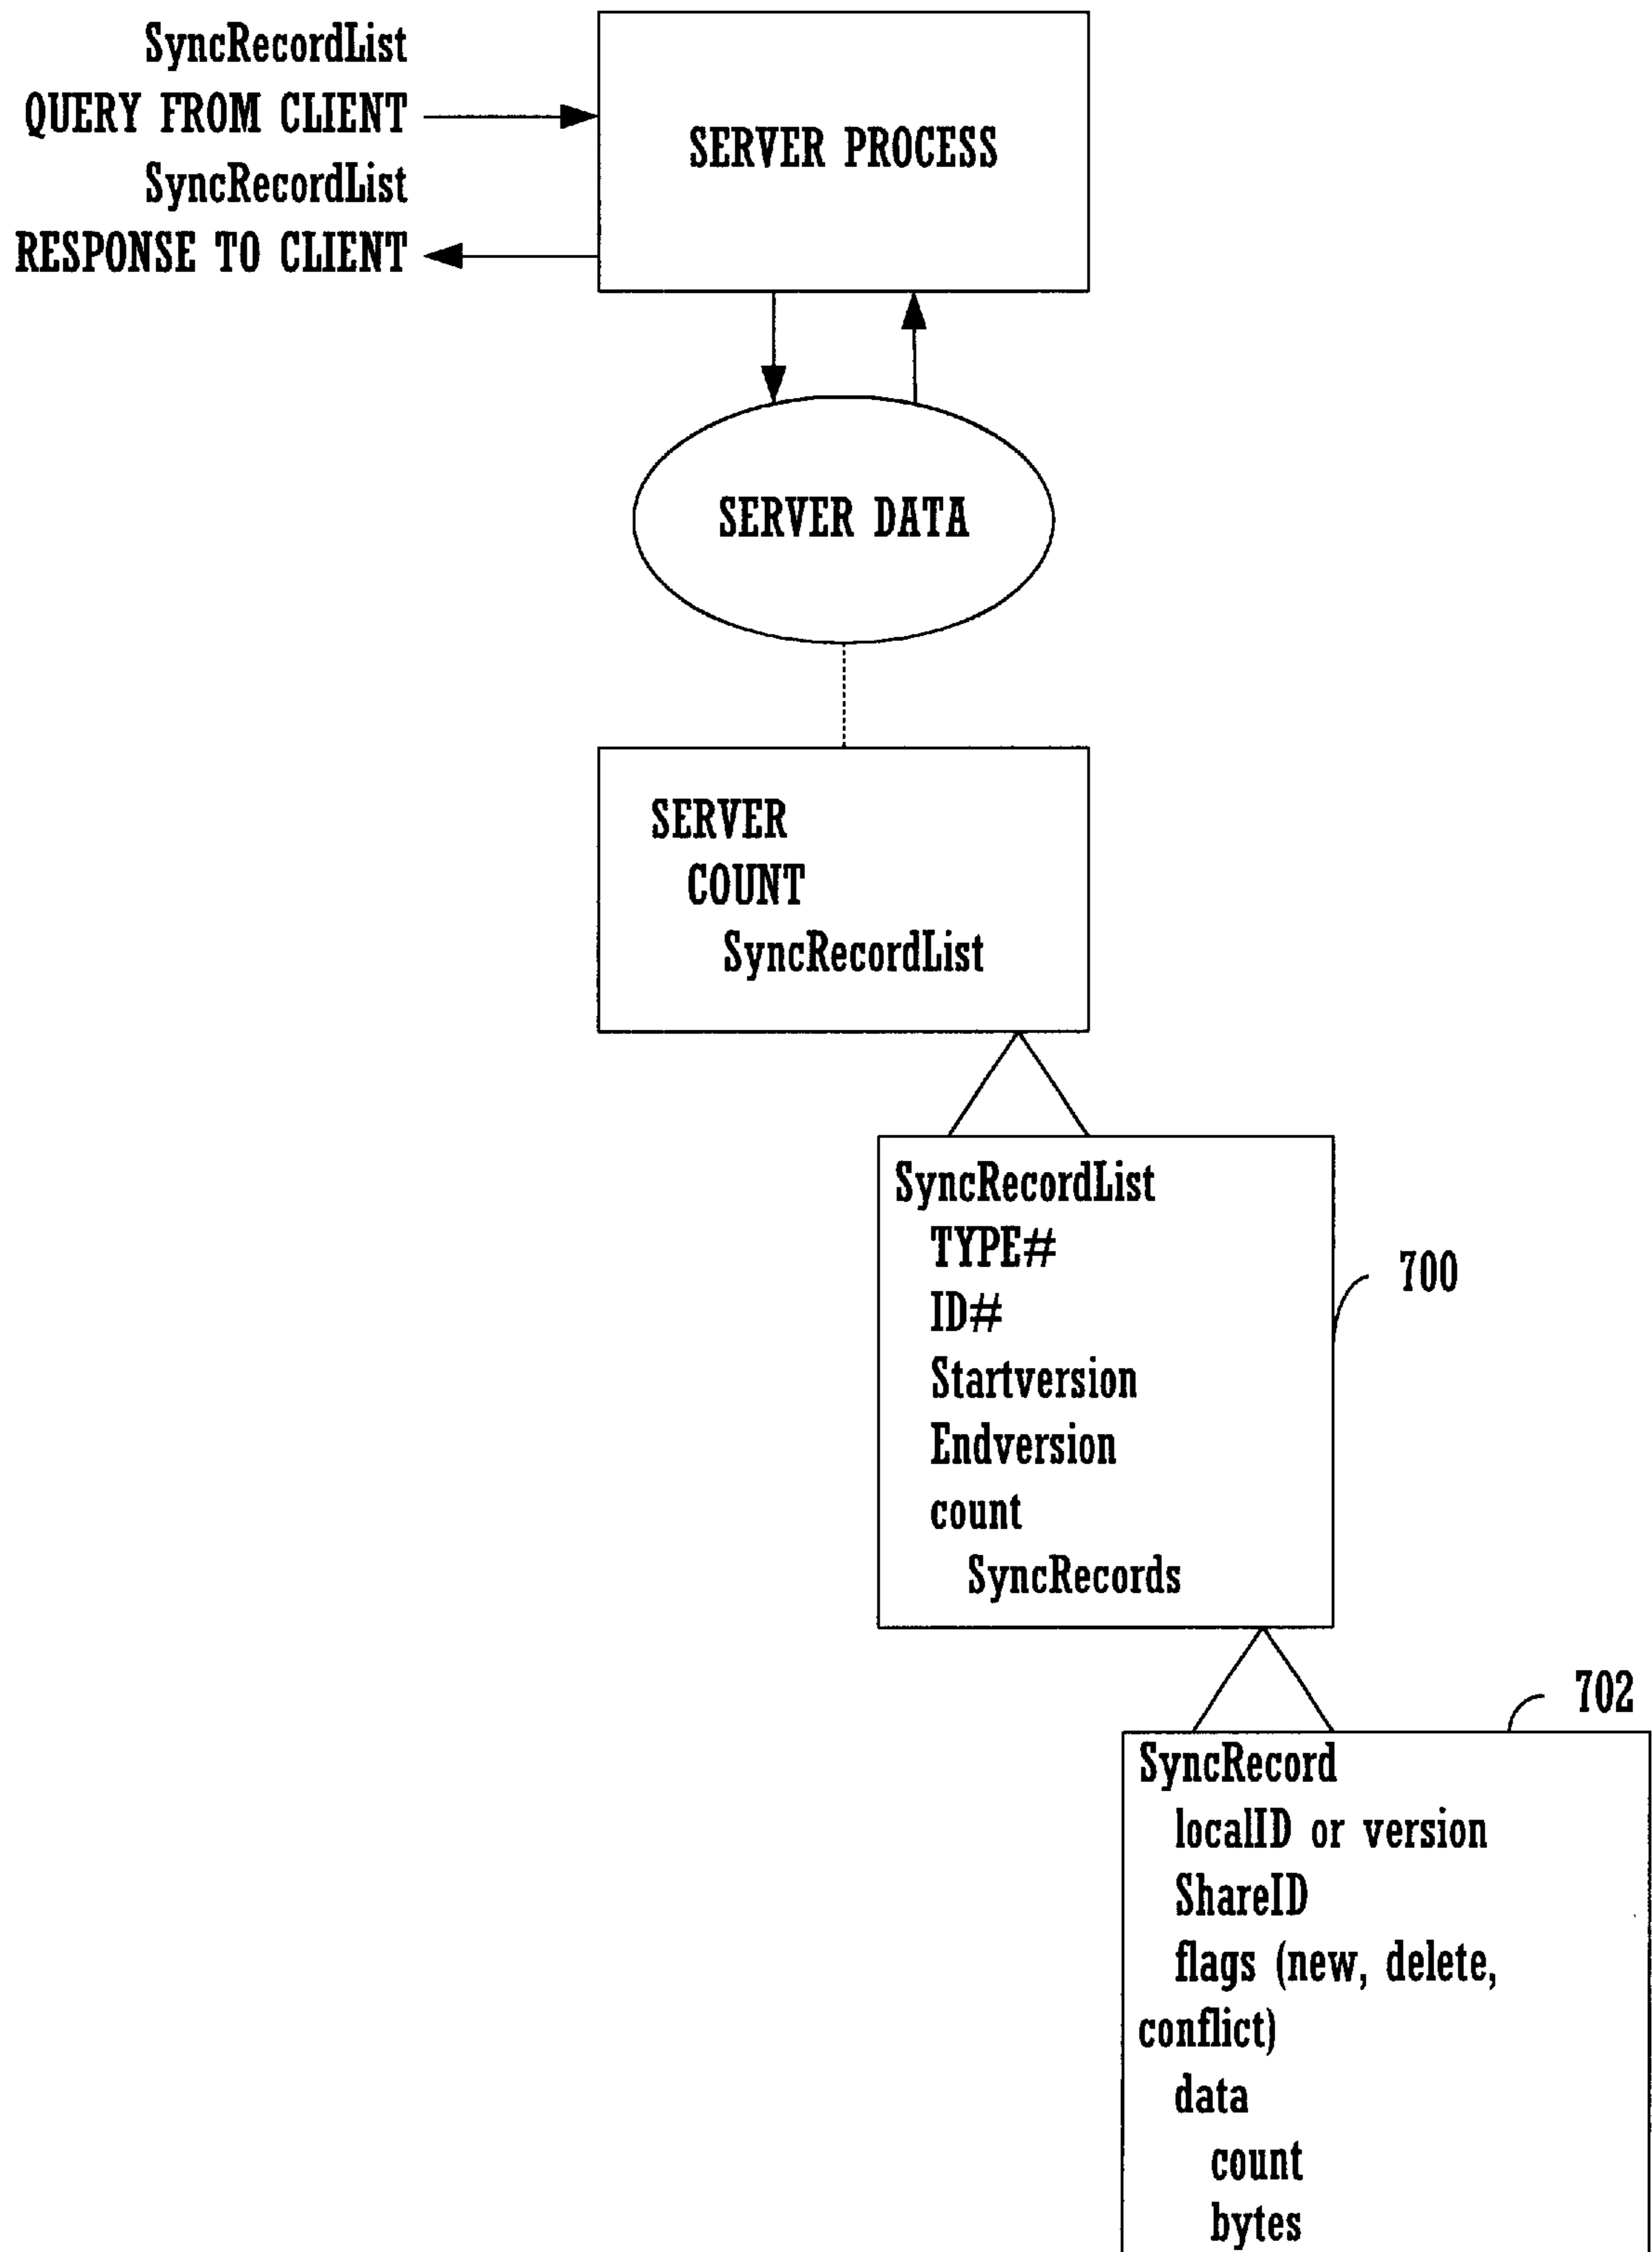 SyncRecordList
QUERY FROM CLIENT
SyncRecordList
RESPONSE TO CLIENT
SERVER PROCESS
SERVER DATA
SERVER
COUNT
SyncRecordList
SyncRecordList
TYPE#
ID#
Startversion
Endversion
count
SyncRecords
700
702
SyncRecord
localID or version
ShareID
flags (new, delete,
conflict)
data
count
bytes